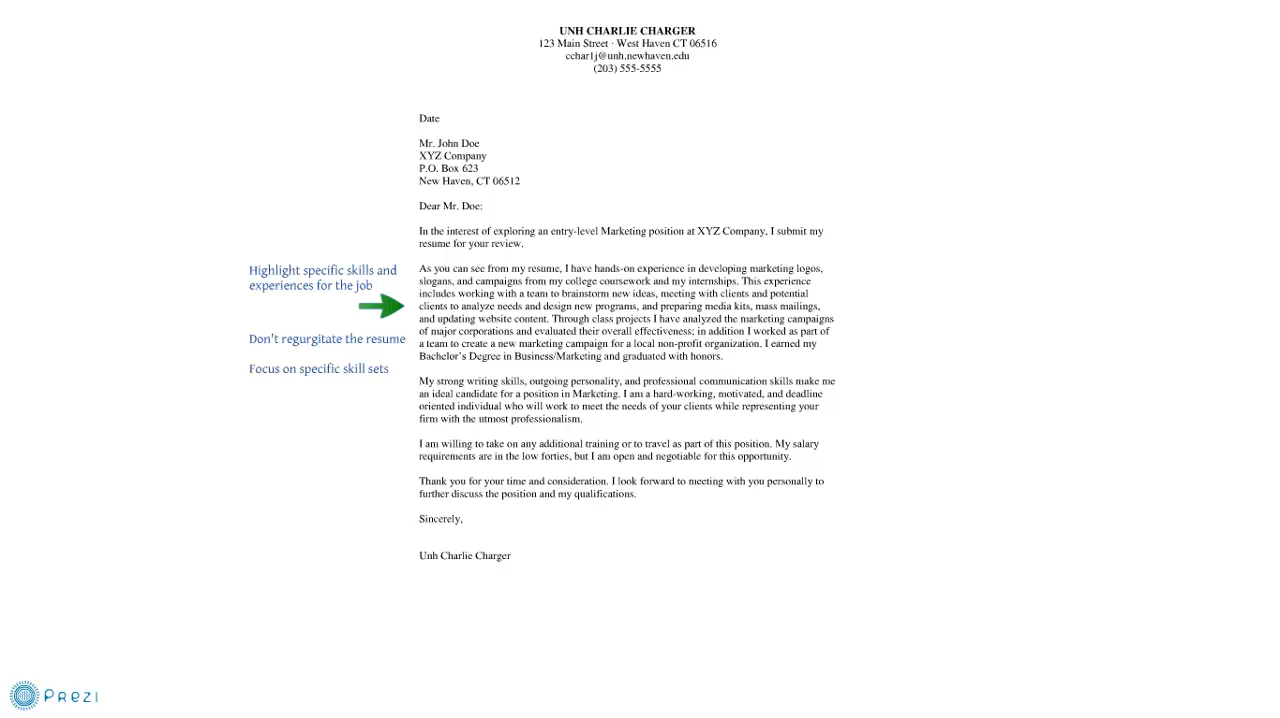 UNH CHARLIE CHARGER
123 Main Street · West Haven CT 06516
cchar1j@unh.newhaven.edu
(203) 555-5555
Date
Mr. John Doe
XYZ Company
P.O. Box 623
New Haven, CT 06512
Dear Mr. Doe:
In the interest of exploring an entry-level Marketing position at XYZ Company, I submit my
resume for your review.
Highlight specific skills and
experiences for the job
Don't regurgitate the resume
Focus on specific skill sets
As you can see from my resume, I have hands-on experience in developing marketing logos,
slogans, and campaigns from my college coursework and my internships. This experience
includes working with a team to brainstorm new ideas, meeting with clients and potential
clients to analyze needs and design new programs, and preparing media kits, mass mailings,
and updating website content. Through class projects I have analyzed the marketing campaigns
of major corporations and evaluated their overall effectiveness; in addition I worked as part of
a team to create a new marketing campaign for a local non-profit organization. I earned my
Bachelor's Degree in Business/Marketing and graduated with honors.
My strong writing skills, outgoing personality, and professional communication skills make me
an ideal candidate for a position in Marketing. I am a hard-working, motivated, and deadline
oriented individual who will work to meet the needs of your clients while representing your
firm with the utmost professionalism.
I am willing to take on any additional training or to travel as part of this position. My salary
requirements are in the low forties, but I am open and negotiable for this opportunity.
Thank you for your time and consideration. I look forward to meeting with you personally to
further discuss the position and my qualifications.
Sincerely,
Unh Charlie Charger
Prezi